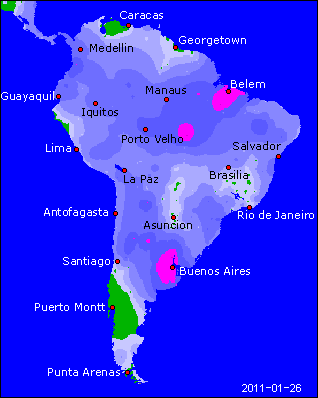 Caracas
Georgetown
Medellin
Manaus
Belem
Guayaquil
Iquitos
Porto Velho
Salvador
Lima
La Paz
Brasilia
Antofagasta
Rio de Janeiro
Asuncion
Santiago
Buenos Aires
Puerto Montt
Punta Arenas
2011-01-26